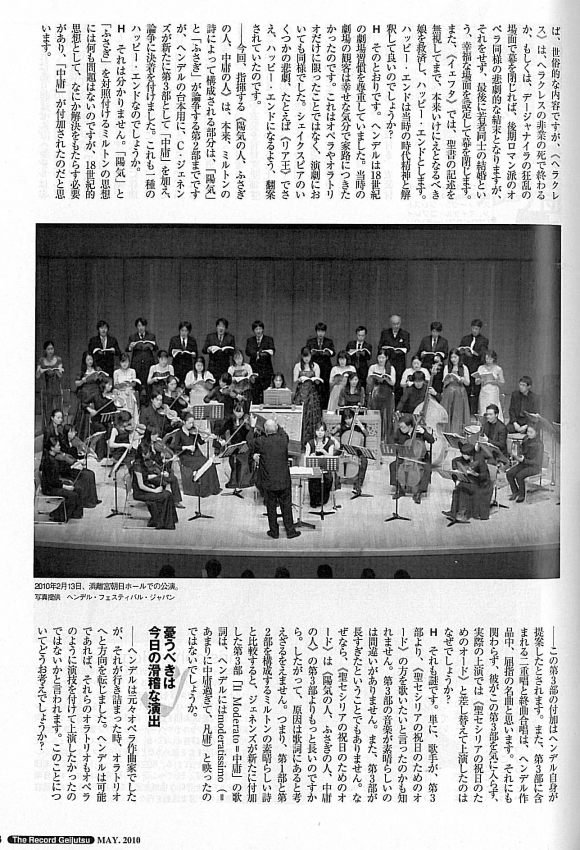 ば、世俗的な内容ですが、〈ヘラクレ
ス〉は、ヘラクレスの非業の死で終わる
か、もしくは、デージャナイラの狂乱の
場面で幕を閉じれば、後期ロマン派のオ
ペラ同様の悲劇的な結末となりますが、
それをせず、最後に若者同士の結婚とい
う、幸福な場面を設定して幕を閉じます。
また、〈イェフタ〉では、聖書の記述を
無視してまで、本来いけにえとなるべき
娘を救済し、ハッピー・エンドとします。
ハッピー・エンドは当時の時代精神と解
釈して良いのでしょうか？
H そのとおりです。ヘンデルは18世紀
の劇場習慣を尊重していました。当時の
劇場の観客は幸せな気分で家路につきた
かったのです。これはオペラやオラトリ
オだけに限ったことではなく、演劇にお
いても同様でした。シェイクスピアのい
くつかの悲劇、たとえば〈リア王〉でさ
え、ハッピー・エンドになるよう、翻案
されていたのです。
──今回、指揮する〈陽気の人、ふさぎ
の人、中庸の人〉は、本来、ミルトンの
詩によって構成される部分は、「陽気」
と「ふさぎ」が論争する第2部までです
が、ヘンデルの台本用に、C・ジェネン
ズが新たに第3部として「中庸」を加え、
論争に決着を付けました。これも一種の
ハッピー・エンドなのでしょうか。
H それは分かりません。「陽気」と
「ふさぎ」を対照付けるミルトンの思想
には何も問題はないのですが、18世紀的
思想として、なにか解決をもたらす必要
があり、「中庸」が付加されたのだと思
います。
2010年2月13日、浜離宮朝日ホールでの公演。
写真提供 ヘンデル・フェスティバル・ジャパン
──この第3部の付加はヘンデル自身が
提案したとされます。また、第3部に含
まれる二重唱と終曲合唱は、ヘンデル作
品中、屈指の名曲と思います。それにも
関わらず、彼がこの第3部を気に入らず、
実際の上演では〈聖セシリアの祝日のた
めのオード〉と差し替えて上演したのは
なぜでしょうか？
H それも謎です。単に、歌手が、第3
部より、〈聖セシリアの祝日のためのオ
ード〉の方を歌いたいと言ったのかも知
れません。第3部の音楽が素晴らしいの
は間違いがありません。また、第3部が
長すぎたということでもありません。な
ぜなら、〈聖セシリアの祝日のためのオ
ード〉は〈陽気の人、ふさぎの人、中庸
の人〉の第3部よりもっと長いのですか
ら。したがって、原因は歌詞にあると考
えざるをえません。つまり、第1部と第
2部を構成するミルトンの素晴らしい詩
と比較すると、ジェネンズが新たに付加
した第3部「Il Moderato=中庸」の歌
詞は、ヘンデルにはmoderatissimo（=
あまりに中庸過ぎて、凡庸）と映ったの
ではないでしょうか。
憂うべきは
今日の滑稽な演出
──ヘンデルは元々オペラ作曲家でした
が、それが行き詰まった時、オラトリオ
へと方向を転じました。ヘンデルは可能
であれば、それらのオラトリオもオペラ
のように演技を付けて上演したかったの
ではないかと言われます。このことにつ
いてどうお考えでしょうか？
The Record Geijutsu MAY. 2010